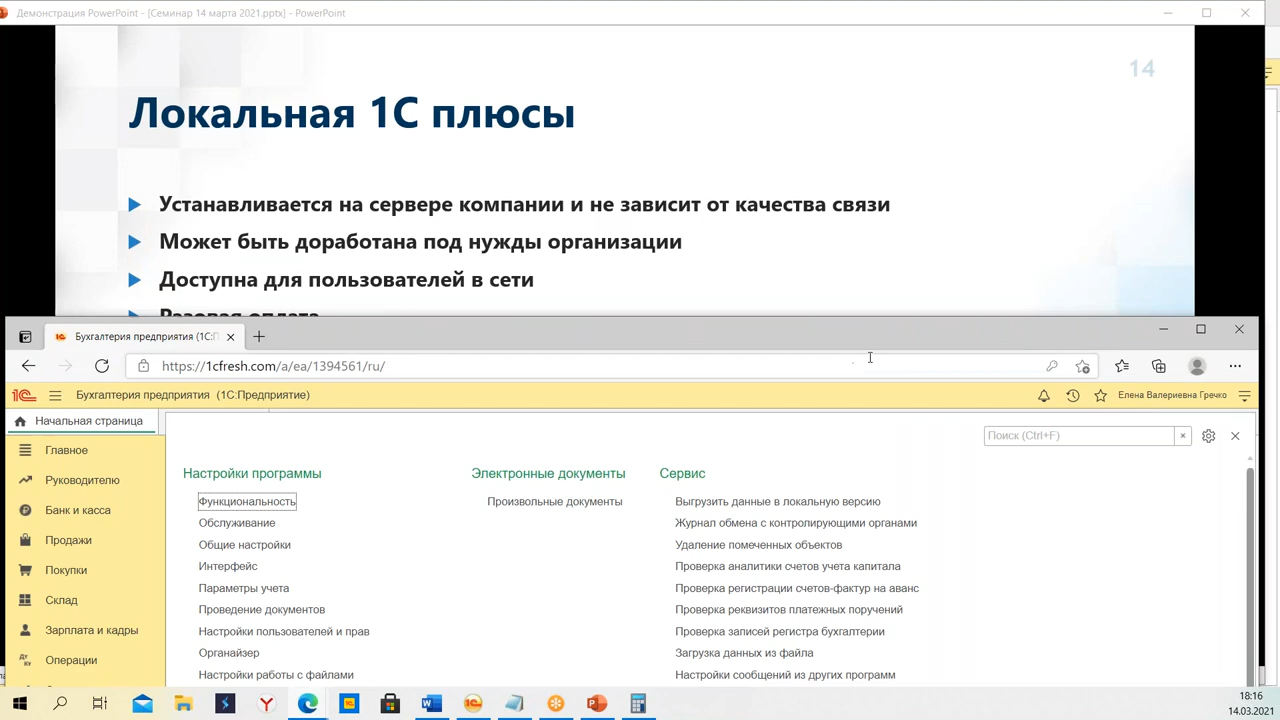 Демонстрация PowerPoint - [Семинар 14 марта 2021.pptx] - PowerPoint
14
Локальная 1С плюсы
Устанавливается на сервере компании и не зависит от качества связи
Может быть доработана под нужды организации
Доступна для пользователей в сети
Разовая оплата
Бухгалтерия предприятия (1С:П
https://1cfresh.com/a/ea/1394561/ru/
Бухгалтерия предприятия (1С:Предприятие)
Елена Валериевна Гречко
Начальная страница
Поиск (Ctrl+F)
Главное
Руководителю
Банк и касса
Продажи
Покупки
Склад
Зарплата и кадры
Операции
Настройки программы
Функциональность
Обслуживание
Общие настройки
Интерфейс
Параметры учета
Проведение документов
Настройки пользователей и прав
Органайзер
Настройки работы с файлами
Электронные документы
Произвольные документы
Сервис
Выгрузить данные в локальную версию
Журнал обмена с контролирующими органами
Удаление помеченных объектов
Проверка аналитики счетов учета капитала
Проверка регистрации счетов-фактур на аванс
Проверка реквизитов платежных поручений
Проверка записей регистра бухгалтерии
Загрузка данных из файла
Настройки сообщений из других программ
18:16
14.03.2021